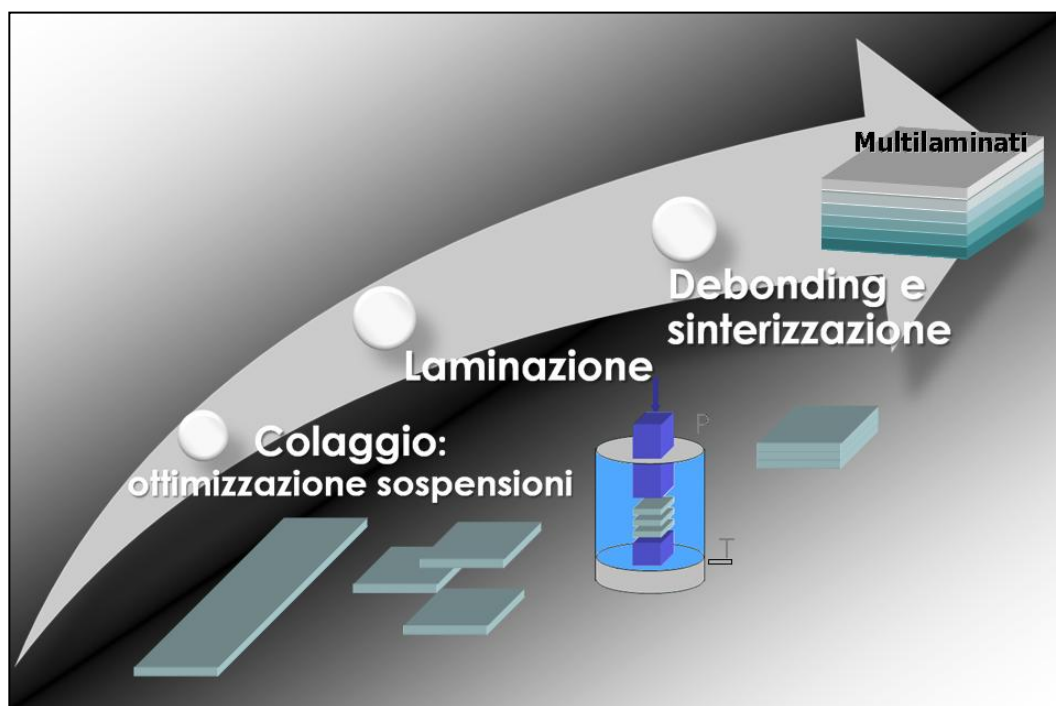 Multilaminati
Debonding e
sinterizzazione
Laminazione
Colaggio:
ottimizzazione sospensioni
P
T